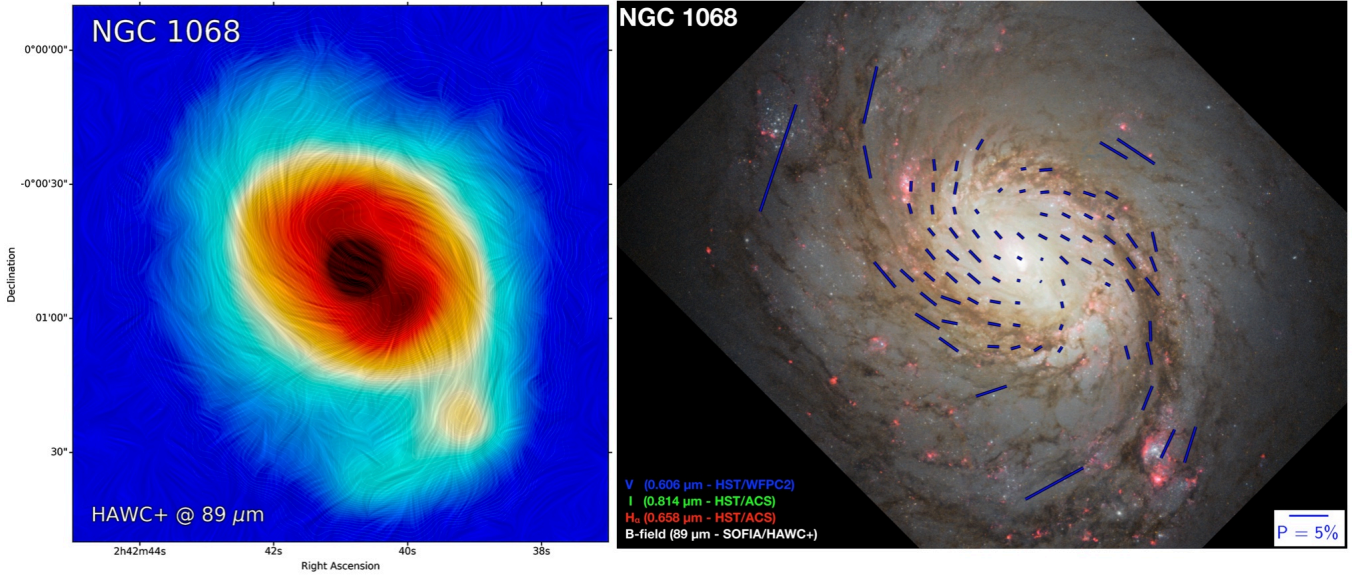 NGC 1068
0°00'00"
-0°00'30"
01'00"
30"
Declination
HAWC+ @ 89 μm
2h42m44s
42s
40s
38s
Right Ascension
NGC 1068
V (0.606 μm - HST/WFPC2)
I (0.814 μm - HST/ACS)
Hα (0.658 μm - HST/ACS)
B-field (89 μm - SOFIA/HAWC+)
P = 5%